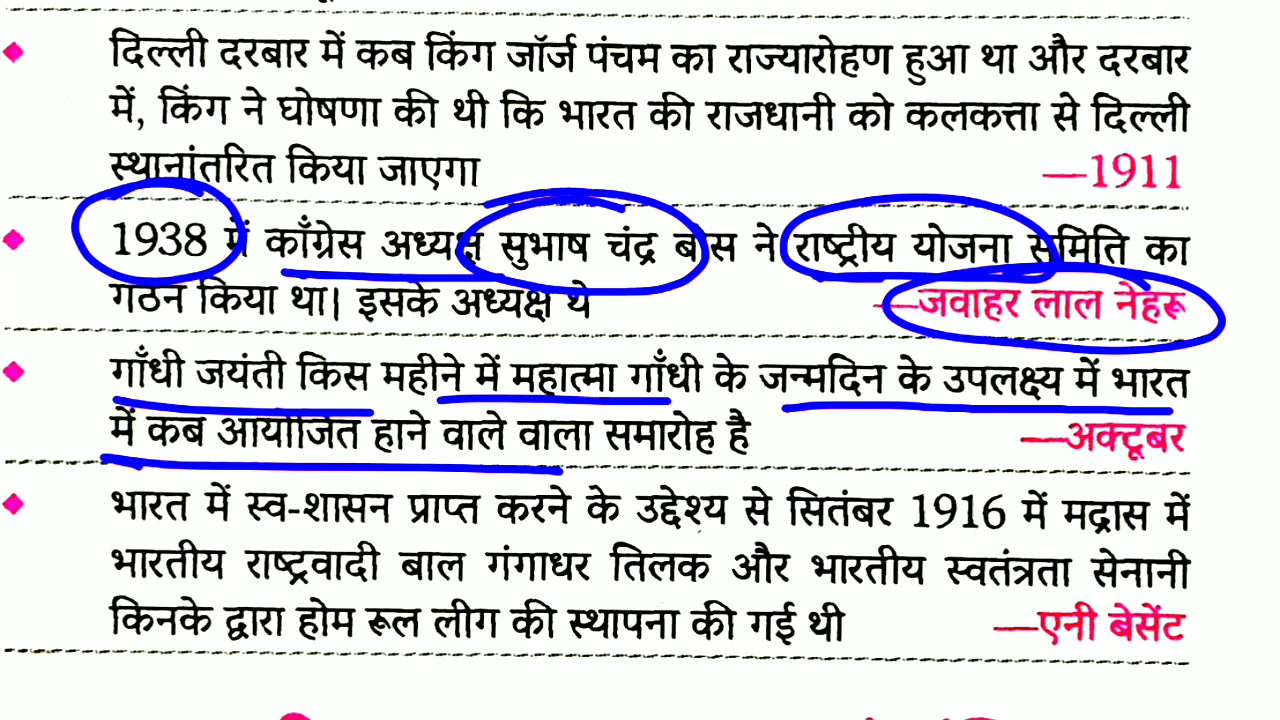 दिल्ली दरबार में कब किंग जॉर्ज पंचम का राज्यारोहण हुआ था और दरबार
में, किंग ने घोषणा की थी कि भारत की राजधानी को कलकत्ता से दिल्ली
स्थानांतरित किया जाएगा —1911
1938 में काँग्रेस अध्यक्ष सुभाष चंद्र बोस ने राष्ट्रीय योजना समिति का
गठन किया था। इसके अध्यक्ष थे —जवाहर लाल नेहरू
गाँधी जयंती किस महीने में महात्मा गाँधी के जन्मदिन के उपलक्ष्य में भारत
में कब आयोजित होने वाले वाला समारोह है —अक्टूबर
भारत में स्व-शासन प्राप्त करने के उद्देश्य से सितंबर 1916 में मद्रास में
भारतीय राष्ट्रवादी बाल गंगाधर तिलक और भारतीय स्वतंत्रता सेनानी
किनके द्वारा होम रूल लीग की स्थापना की गई थी —एनी बेसेंट